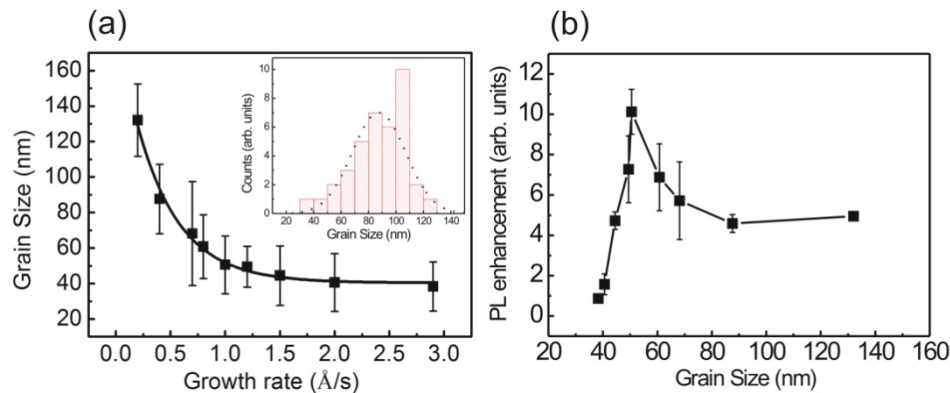 (a)
160
140
120
100
80
60
40
20
Grain Size (nm)
0.0 0.5 1.0 1.5 2.0 2.5 3.0
Growth rate (Å/s)
10
8
6
4
2
0
Counts (arb. units)
20 40 60 80 100 120 140
Grain Size (nm)
(b)
12
10
8
6
4
2
0
PL enhancement (arb. units)
20 40 60 80 100 120 140 160
Grain Size (nm)